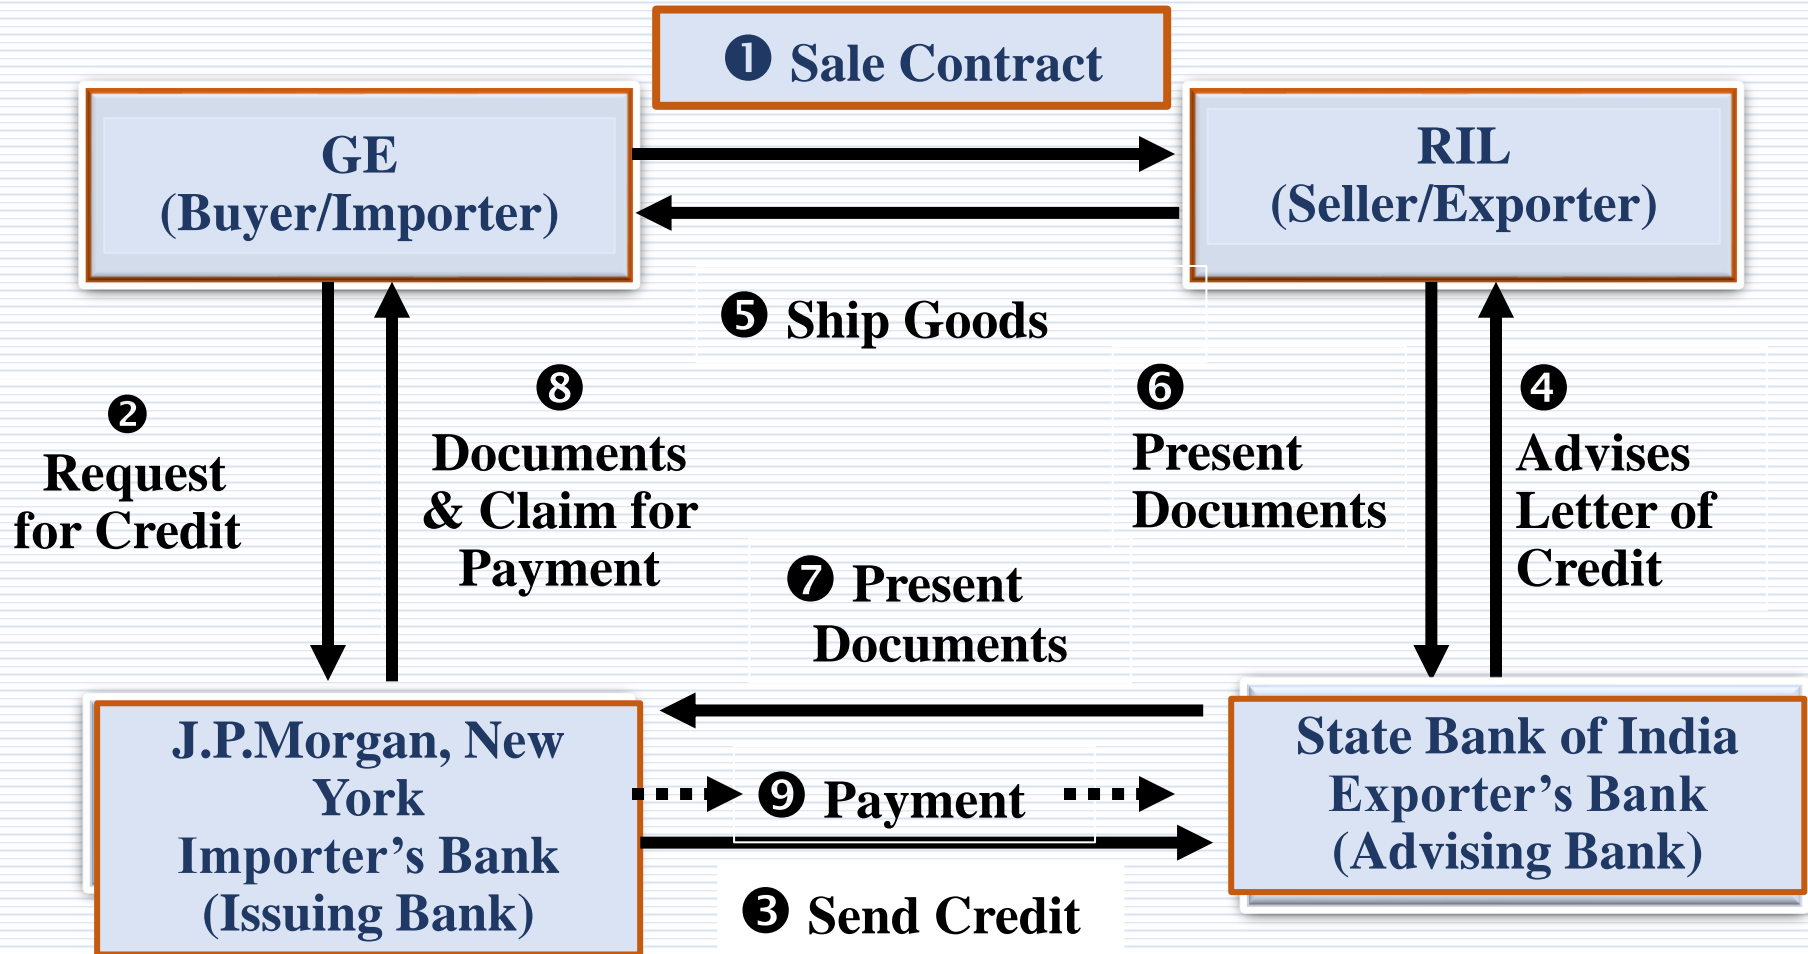 ❶ Sale Contract
GE
(Buyer/Importer)
RIL
(Seller/Exporter)
❺ Ship Goods
❷
Request
for Credit
❽
Documents
& Claim for
Payment
❻
Present
Documents
❹
Advises
Letter of
Credit
❼ Present
Documents
J.P.Morgan, New
York
Importer’s Bank
(Issuing Bank)
❾ Payment
❸ Send Credit
State Bank of India
Exporter’s Bank
(Advising Bank)